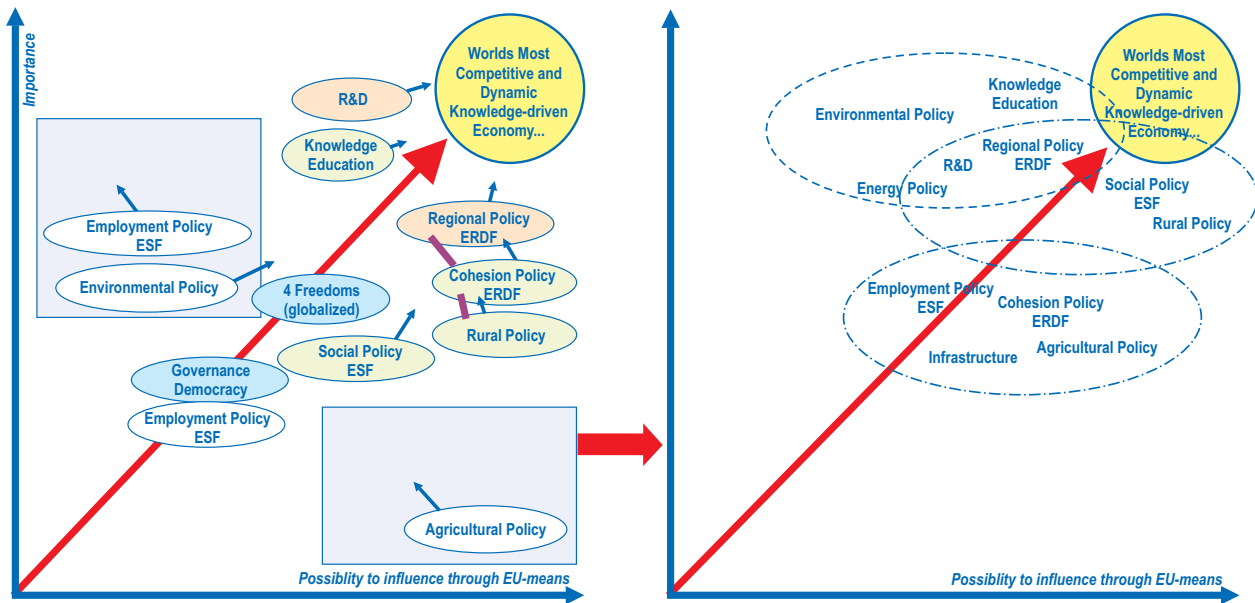 Importance
Worlds Most
Competitive and
Dynamic
Knowledge-driven
Economy...
R&D
Knowledge
Education
Employment Policy
ESF
Regional Policy
ERDF
Environmental Policy
4 Freedoms
(globalized)
Cohesion Policy
ERDF
Rural Policy
Social Policy
ESF
Governance
Democracy
Employment Policy
ESF
Agricultural Policy
Possiblity to influence through EU-means
Worlds Most
Competitive and
Dynamic
Knowledge-driven
Economy...
Knowledge
Education
Environmental Policy
Regional Policy
ERDF
R&D
Energy Policy
Social Policy
ESF
Rural Policy
Employment Policy
ESF
Cohesion Policy
ERDF
Infrastructure
Agricultural Policy
Possiblity to influence through EU-means